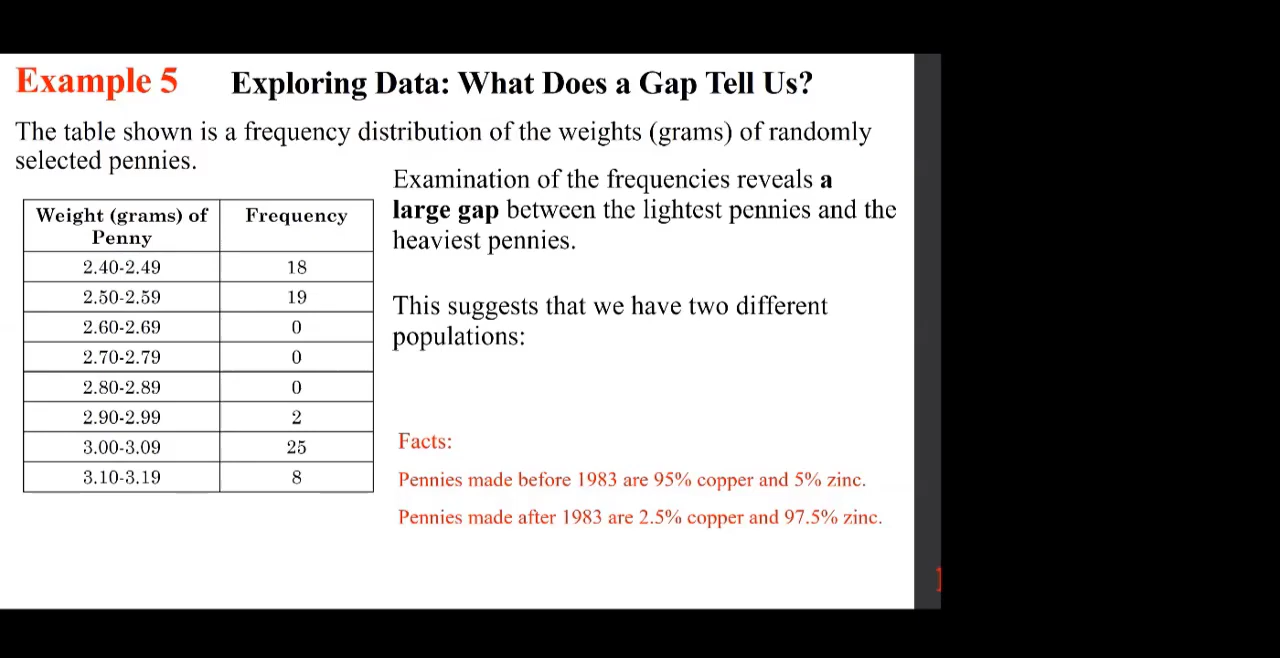 Example 5 Exploring Data: What Does a Gap Tell Us?
The table shown is a frequency distribution of the weights (grams) of randomly
selected pennies.
Weight (grams) of
Penny
Frequency
2.40-2.49 18
2.50-2.59 19
2.60-2.69 0
2.70-2.79 0
2.80-2.89 0
2.90-2.99 2
3.00-3.09 25
3.10-3.19 8
Examination of the frequencies reveals a
large gap between the lightest pennies and the
heaviest pennies.
This suggests that we have two different
populations:
Facts:
Pennies made before 1983 are 95% copper and 5% zinc.
Pennies made after 1983 are 2.5% copper and 97.5% zinc.